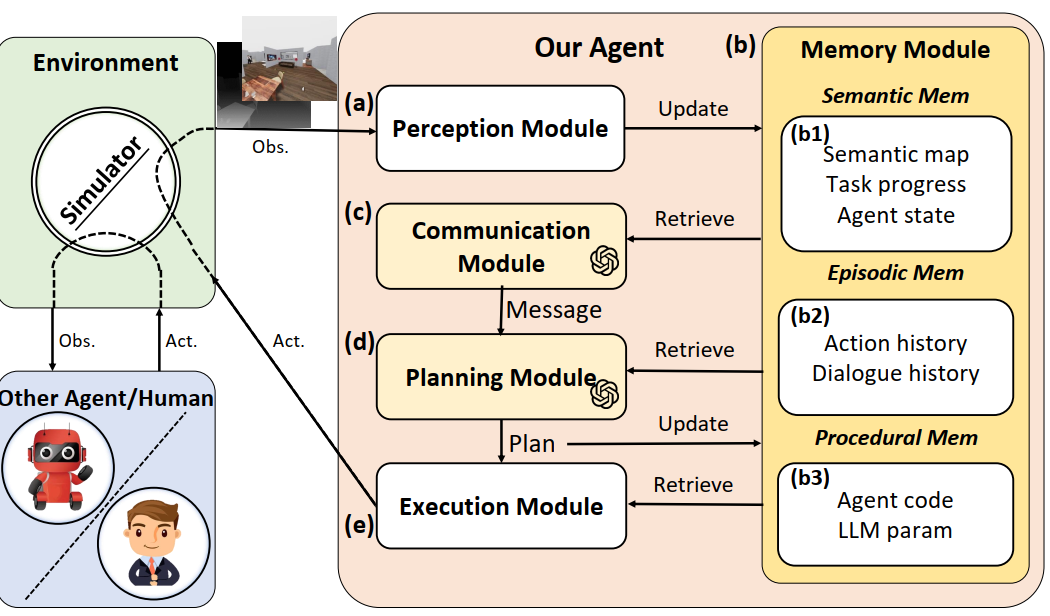 Environment
Simulator
Obs.
Act.
Other Agent/Human
Obs.
Act.
Our Agent
(a)
Perception Module
Update
(c)
Communication
Module
Retrieve
Message
(d)
Planning Module
Retrieve
Plan
Update
(e)
Execution Module
Retrieve
(b)
Memory Module
Semantic Mem
(b1)
Semantic map
Task progress
Agent state
Episodic Mem
(b2)
Action history
Dialogue history
Procedural Mem
(b3)
Agent code
LLM param